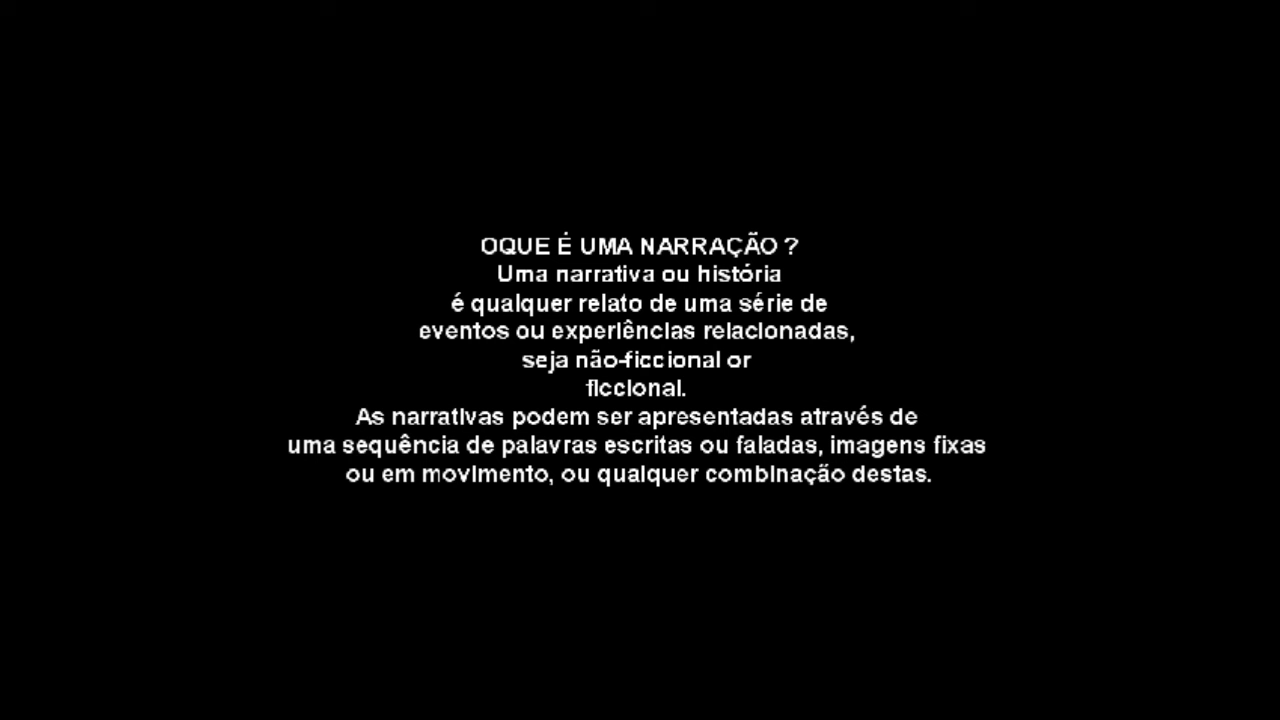 OQUE É UMA NARRAÇÃO ?
Uma narrativa ou história
é qualquer relato de uma série de
eventos ou experiências relacionadas,
seja não-ficcional or
ficcional.
As narrativas podem ser apresentadas através de
uma sequência de palavras escritas ou faladas, imagens fixas
ou em movimento, ou qualquer combinação destas.